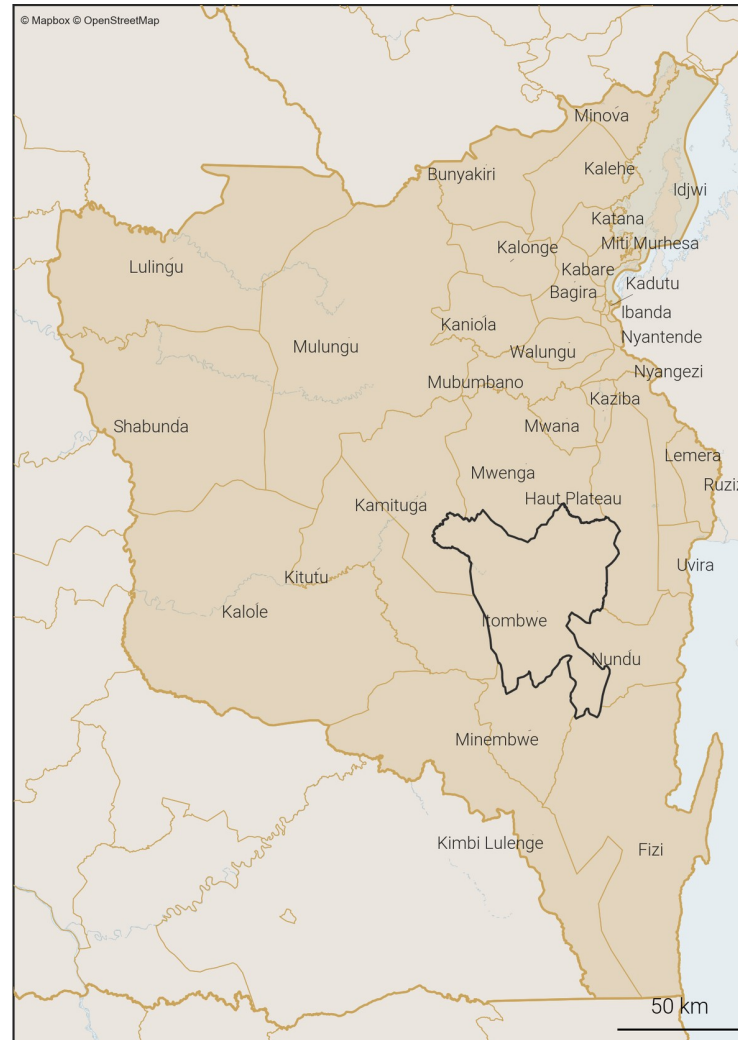 © Mapbox © OpenStreetMap
Minova
Bunyakiri
Kalehe
Idjwi
Katana
Miti Murhesa
Kalonge
Kabare
Lulingu
Kadutu
Bagira
Ibanda
Kaniola
Nyantende
Mulungu
Walungu
Nyangezi
Mubumbano
Kaziba
Shabunda
Mwana
Lemera
Mwenga
Ruziz
Haut Plateau
Kamituga
Uvira
Kitutu
Kalole
Itombwe
Nundu
Minembwe
Kimbi Lulenge
Fizi
50 km